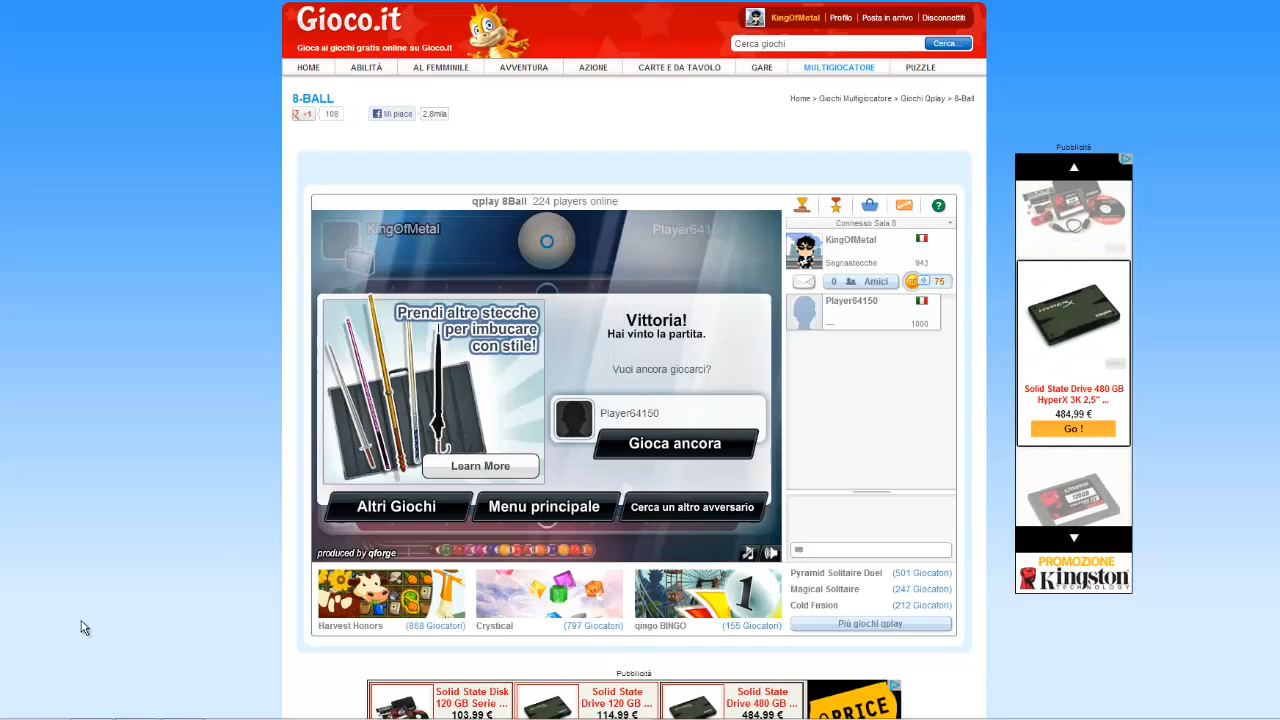 Gioco.it
Gioca ai giochi gratis online su Gioco.it
KingOfMetal | Profilo | Posta in arrivo | Disconnettiti
Cerca giochi
Cerca...
HOME
ABILITÀ
AL FEMMINILE
AVVENTURA
AZIONE
CARTE E DA TAVOLO
GARE
MULTIGIOCATORE
PUZZLE
8-BALL
Home > Giochi Multigiocatore > Giochi Qplay > 8-Ball
+1 108
Mi piace 2,8mila
Pubblicità
qplay 8Ball 224 players online
Connesso Sala 8
KingOfMetal
Player64150
KingOfMetal
Segnastecche 943
0 Amici
75
Player64150
— 1000
Prendi altre stecche
per imbucare
con stile!
Learn More
Vittoria!
Hai vinto la partita.
Vuoi ancora giocarci?
Player64150
Gioca ancora
Altri Giochi
Menu principale
Cerca un altro avversario
produced by qforge
Harvest Honors (868 Giocatori)
Crystical (797 Giocatori)
1
qingo BINGO (155 Giocatori)
Pyramid Solitaire Duel (501 Giocatori)
Magical Solitaire (247 Giocatori)
Cold Fusion (212 Giocatori)
Più giochi qplay
Solid State Drive 480 GB
HyperX 3K 2,5" ...
484,99 €
Go !
PROMOZIONE
Kingston
TECHNOLOGY
Pubblicità
Solid State Disk
120 GB Serie ...
103,99 €
Solid State
Drive 120 GB ...
114,99 €
Solid State
Drive 480 GB ...
484,99 €
PRICE